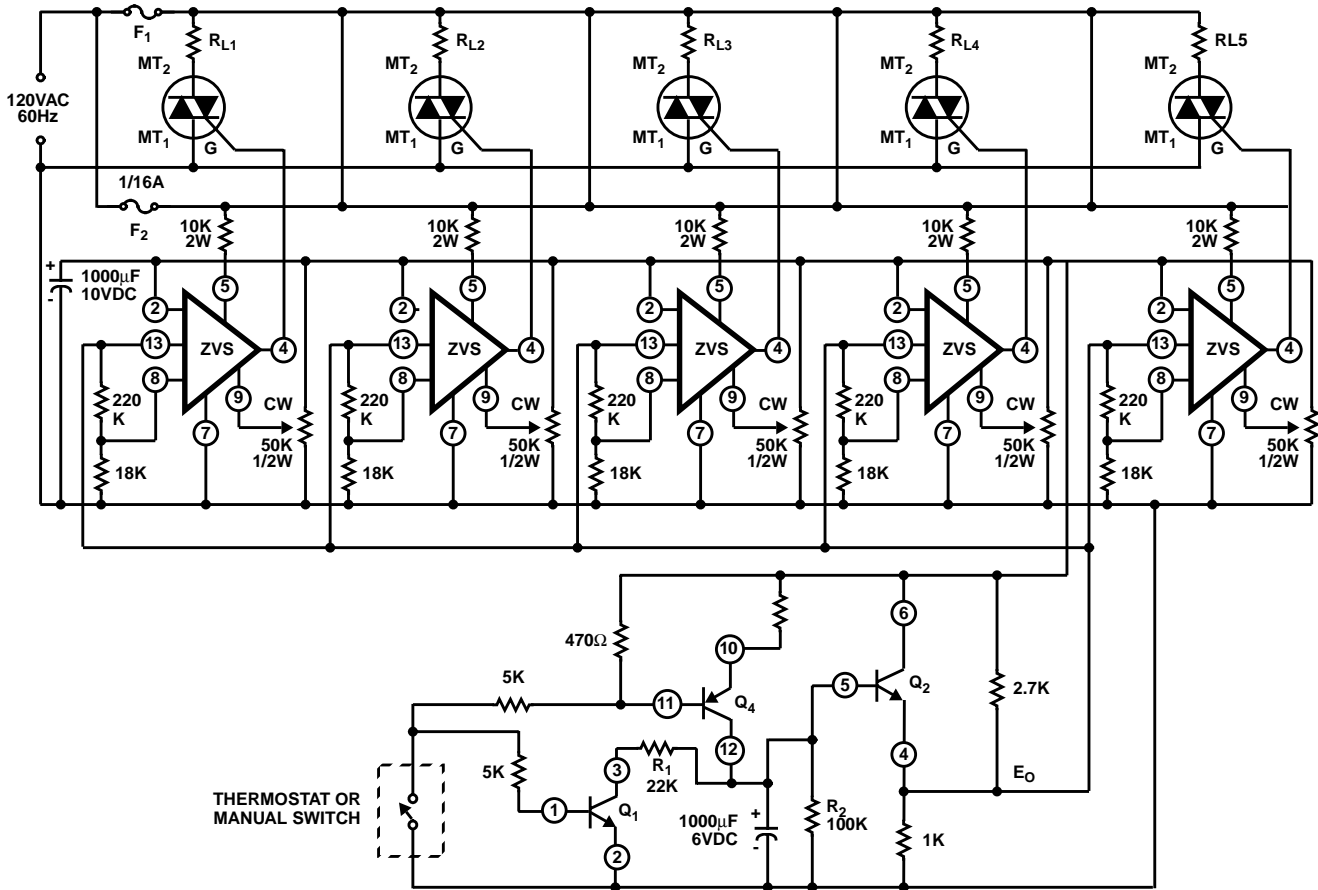 F1
RL1
RL2
RL3
RL4
RL5
MT2
MT2
MT2
MT2
MT2
120VAC
60Hz
MT1
MT1
MT1
MT1
MT1
G
G
G
G
G
1/16A
F2
10K
2W
10K
2W
10K
2W
10K
2W
10K
2W
+
1000μF
10VDC
-
5
5
5
5
5
2
2
2
2
2
13
ZVS
4
13
ZVS
4
13
ZVS
4
13
ZVS
4
13
ZVS
4
8
8
8
8
8
9
9
9
9
9
220
K
CW
220
K
CW
220
K
CW
220
K
CW
220
K
CW
7
7
7
7
7
50K
1/2W
50K
1/2W
50K
1/2W
50K
1/2W
50K
1/2W
18K
18K
18K
18K
18K
6
470Ω
10
5K
11
Q4
5
Q2
2.7K
12
4
EO
5K
3
R1
22K
THERMOSTAT OR
MANUAL SWITCH
1
Q1
1000μF
6VDC
+
-
R2
100K
1K
2